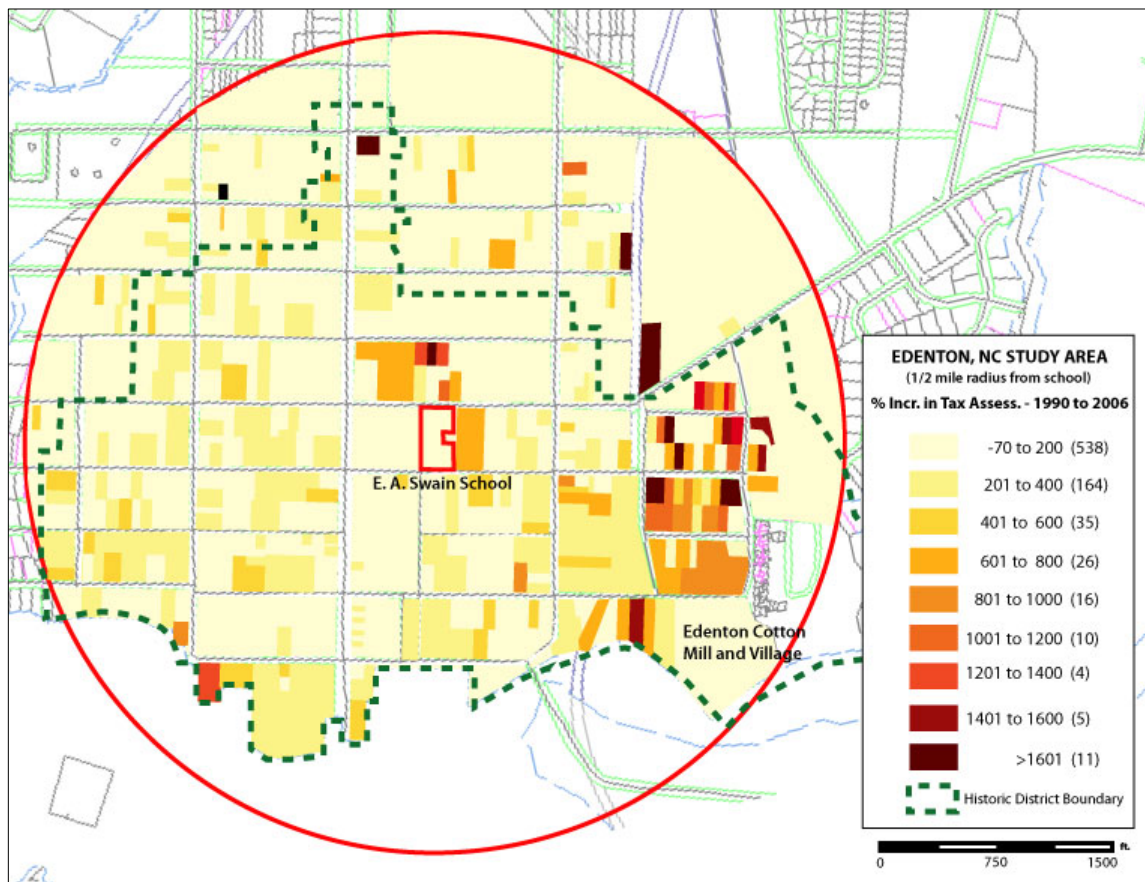 E. A. Swain School
Edenton Cotton
Mill and Village
EDENTON, NC STUDY AREA
(1/2 mile radius from school)
% Incr. in Tax Assess. - 1990 to 2006
-70 to 200 (538)
201 to 400 (164)
401 to 600 (35)
601 to 800 (26)
801 to 1000 (16)
1001 to 1200 (10)
1201 to 1400 (4)
1401 to 1600 (5)
>1601 (11)
Historic District Boundary
ft.
0 750 1500